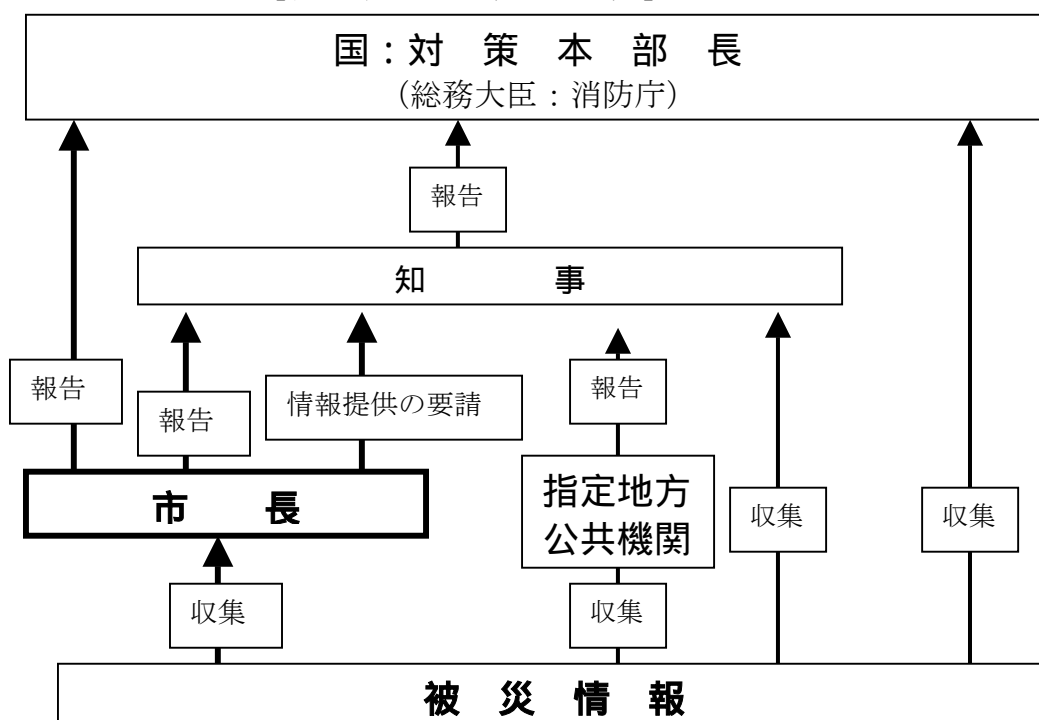 国：対　策　本　部　長
（総務大臣：消防庁）
報告
知　　　　事
報告
報告
情報提供の要請
報告
市　　長
指定地方
公共機関
収集
収集
収集
収集
被　災　情　報